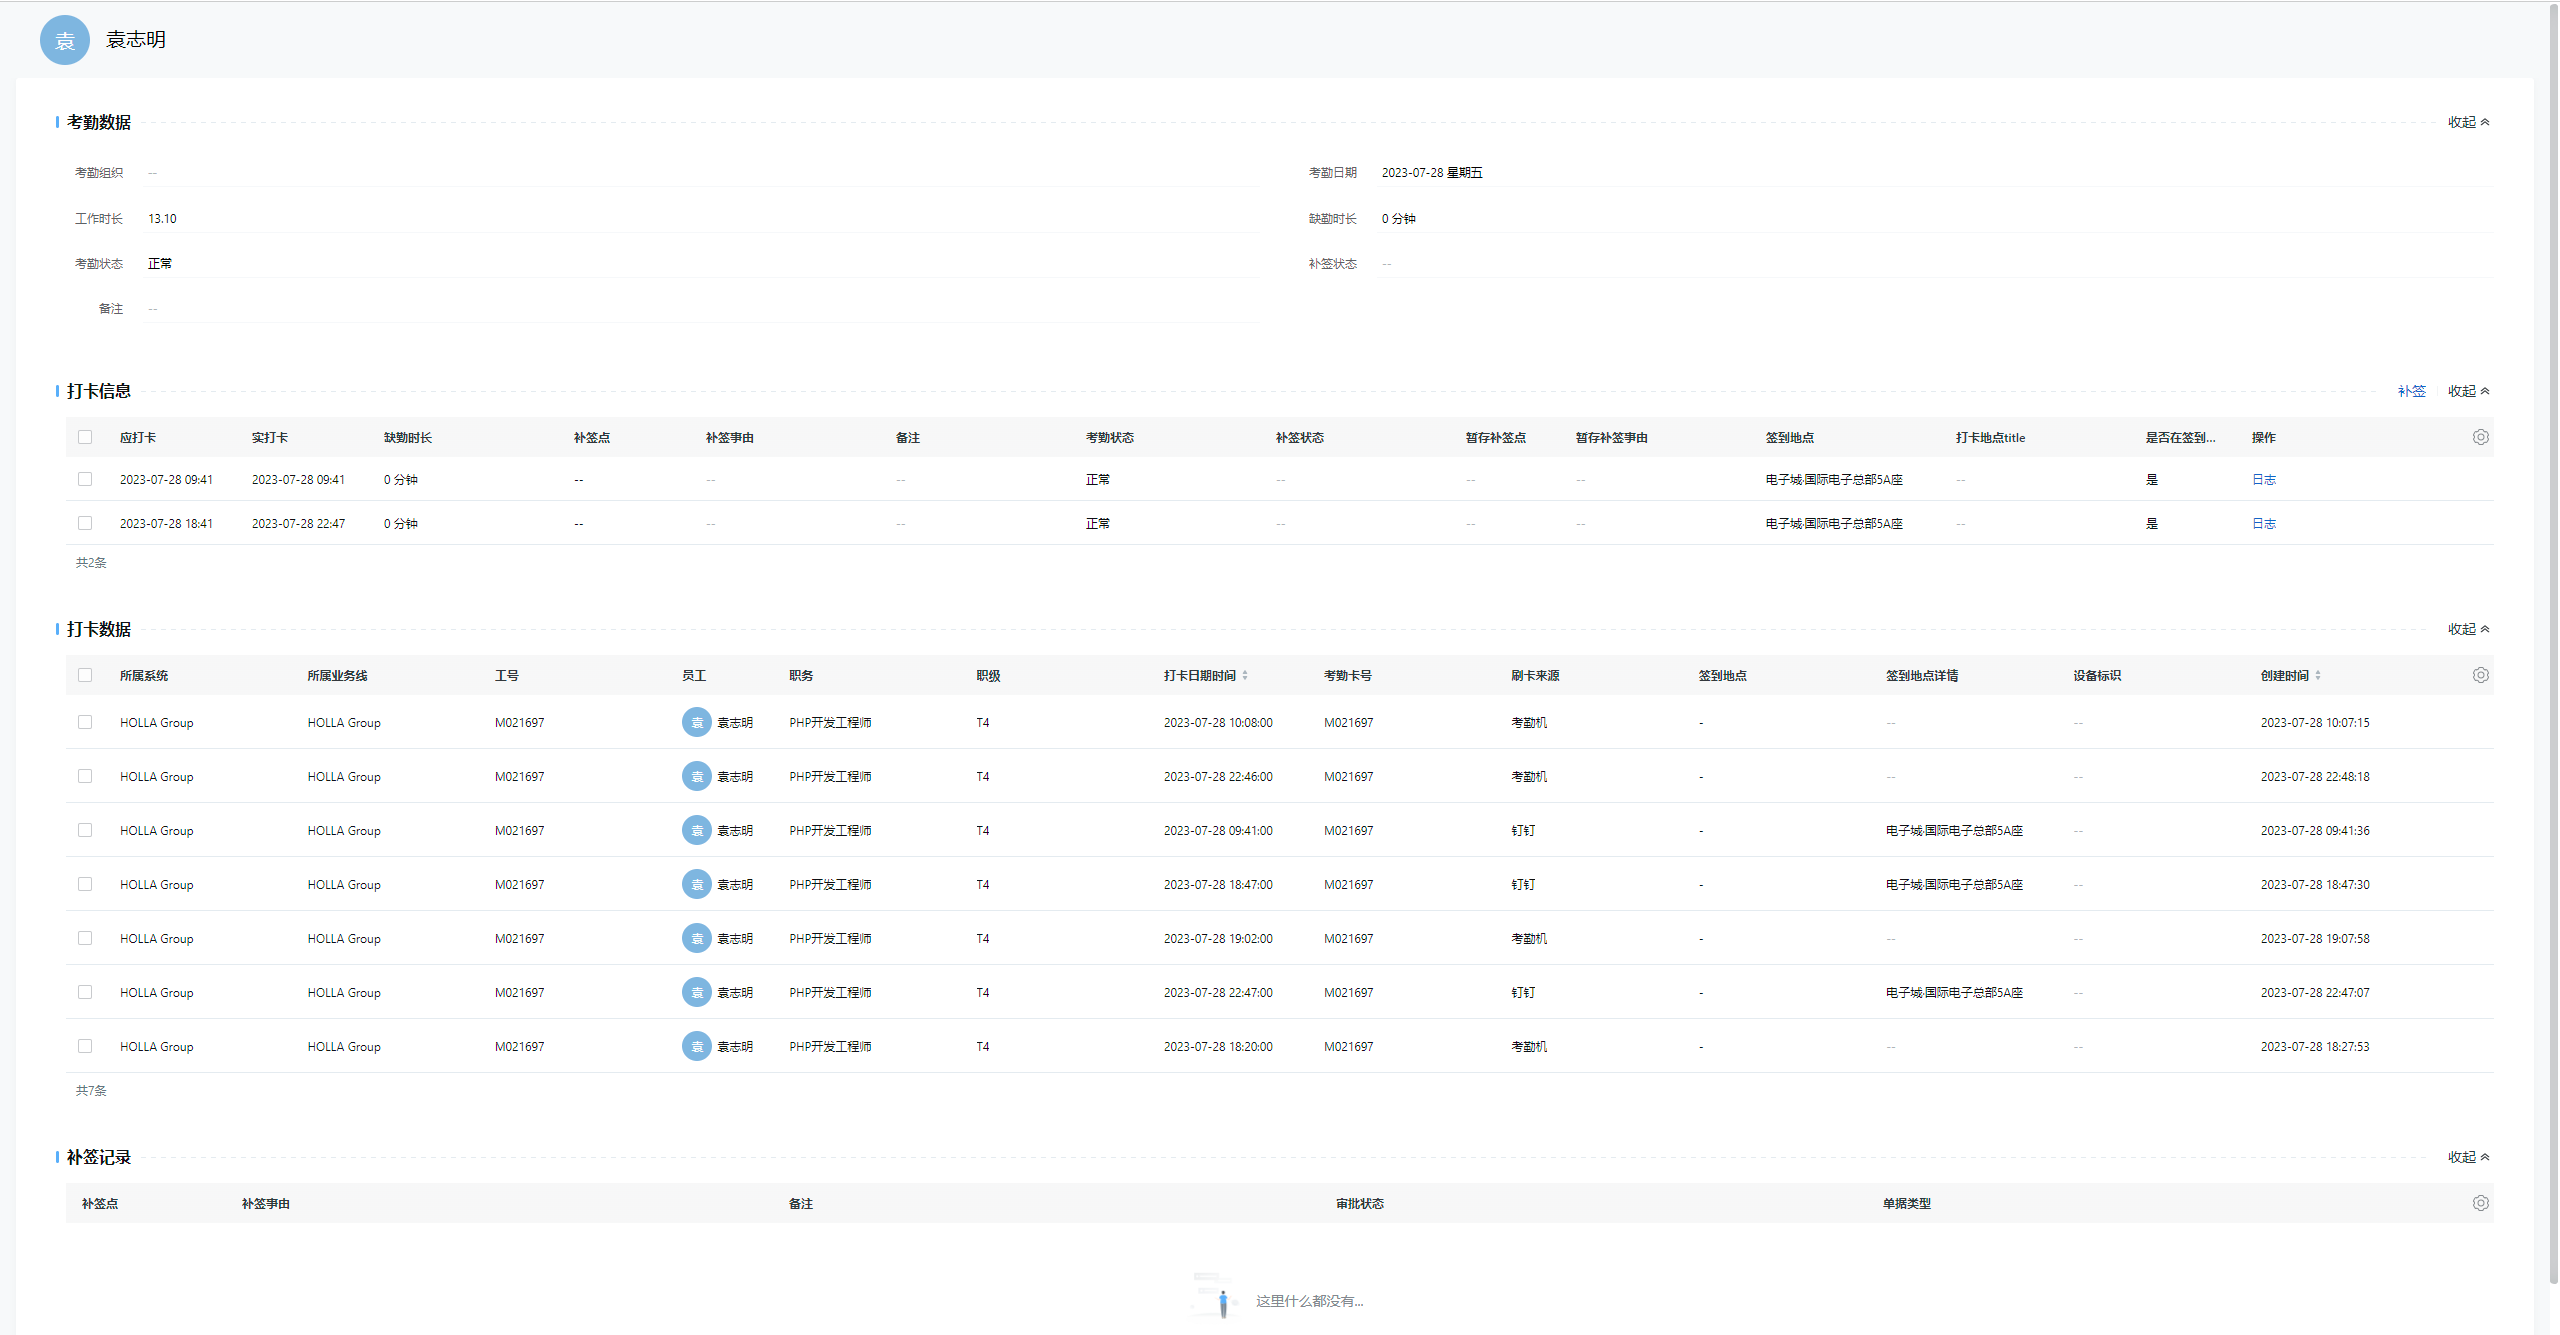 袁 袁志明
考勤数据 收起
考勤组织 -- 考勤日期 2023-07-28 星期五
工作时长 13.10 缺勤时长 0 分钟
考勤状态 正常 补签状态 --
备注 --
打卡信息 补签 收起
应打卡 实打卡 缺勤时长 补签点 补签事由 备注 考勤状态 补签状态 暂存补签点 暂存补签事由 签到地点 打卡地点title 是否在签到... 操作
2023-07-28 09:41 2023-07-28 09:41 0 分钟 -- -- -- 正常 -- -- -- 电子城·国际电子总部5A座 -- 是 日志
2023-07-28 18:41 2023-07-28 22:47 0 分钟 -- -- -- 正常 -- -- -- 电子城·国际电子总部5A座 -- 是 日志
共2条
打卡数据 收起
所属系统 所属业务线 工号 员工 职务 职级 打卡日期时间 考勤卡号 刷卡来源 签到地点 签到地点详情 设备标识 创建时间
HOLLA Group HOLLA Group M021697 袁 袁志明 PHP开发工程师 T4 2023-07-28 10:08:00 M021697 考勤机 - -- -- 2023-07-28 10:07:15
HOLLA Group HOLLA Group M021697 袁 袁志明 PHP开发工程师 T4 2023-07-28 22:46:00 M021697 考勤机 - -- -- 2023-07-28 22:48:18
HOLLA Group HOLLA Group M021697 袁 袁志明 PHP开发工程师 T4 2023-07-28 09:41:00 M021697 钉钉 - 电子城·国际电子总部5A座 -- 2023-07-28 09:41:36
HOLLA Group HOLLA Group M021697 袁 袁志明 PHP开发工程师 T4 2023-07-28 18:47:00 M021697 钉钉 - 电子城·国际电子总部5A座 -- 2023-07-28 18:47:30
HOLLA Group HOLLA Group M021697 袁 袁志明 PHP开发工程师 T4 2023-07-28 19:02:00 M021697 考勤机 - -- -- 2023-07-28 19:07:58
HOLLA Group HOLLA Group M021697 袁 袁志明 PHP开发工程师 T4 2023-07-28 22:47:00 M021697 钉钉 - 电子城·国际电子总部5A座 -- 2023-07-28 22:47:07
HOLLA Group HOLLA Group M021697 袁 袁志明 PHP开发工程师 T4 2023-07-28 18:20:00 M021697 考勤机 - -- -- 2023-07-28 18:27:53
共7条
补签记录 收起
补签点 补签事由 备注 审批状态 单据类型
这里什么都没有...